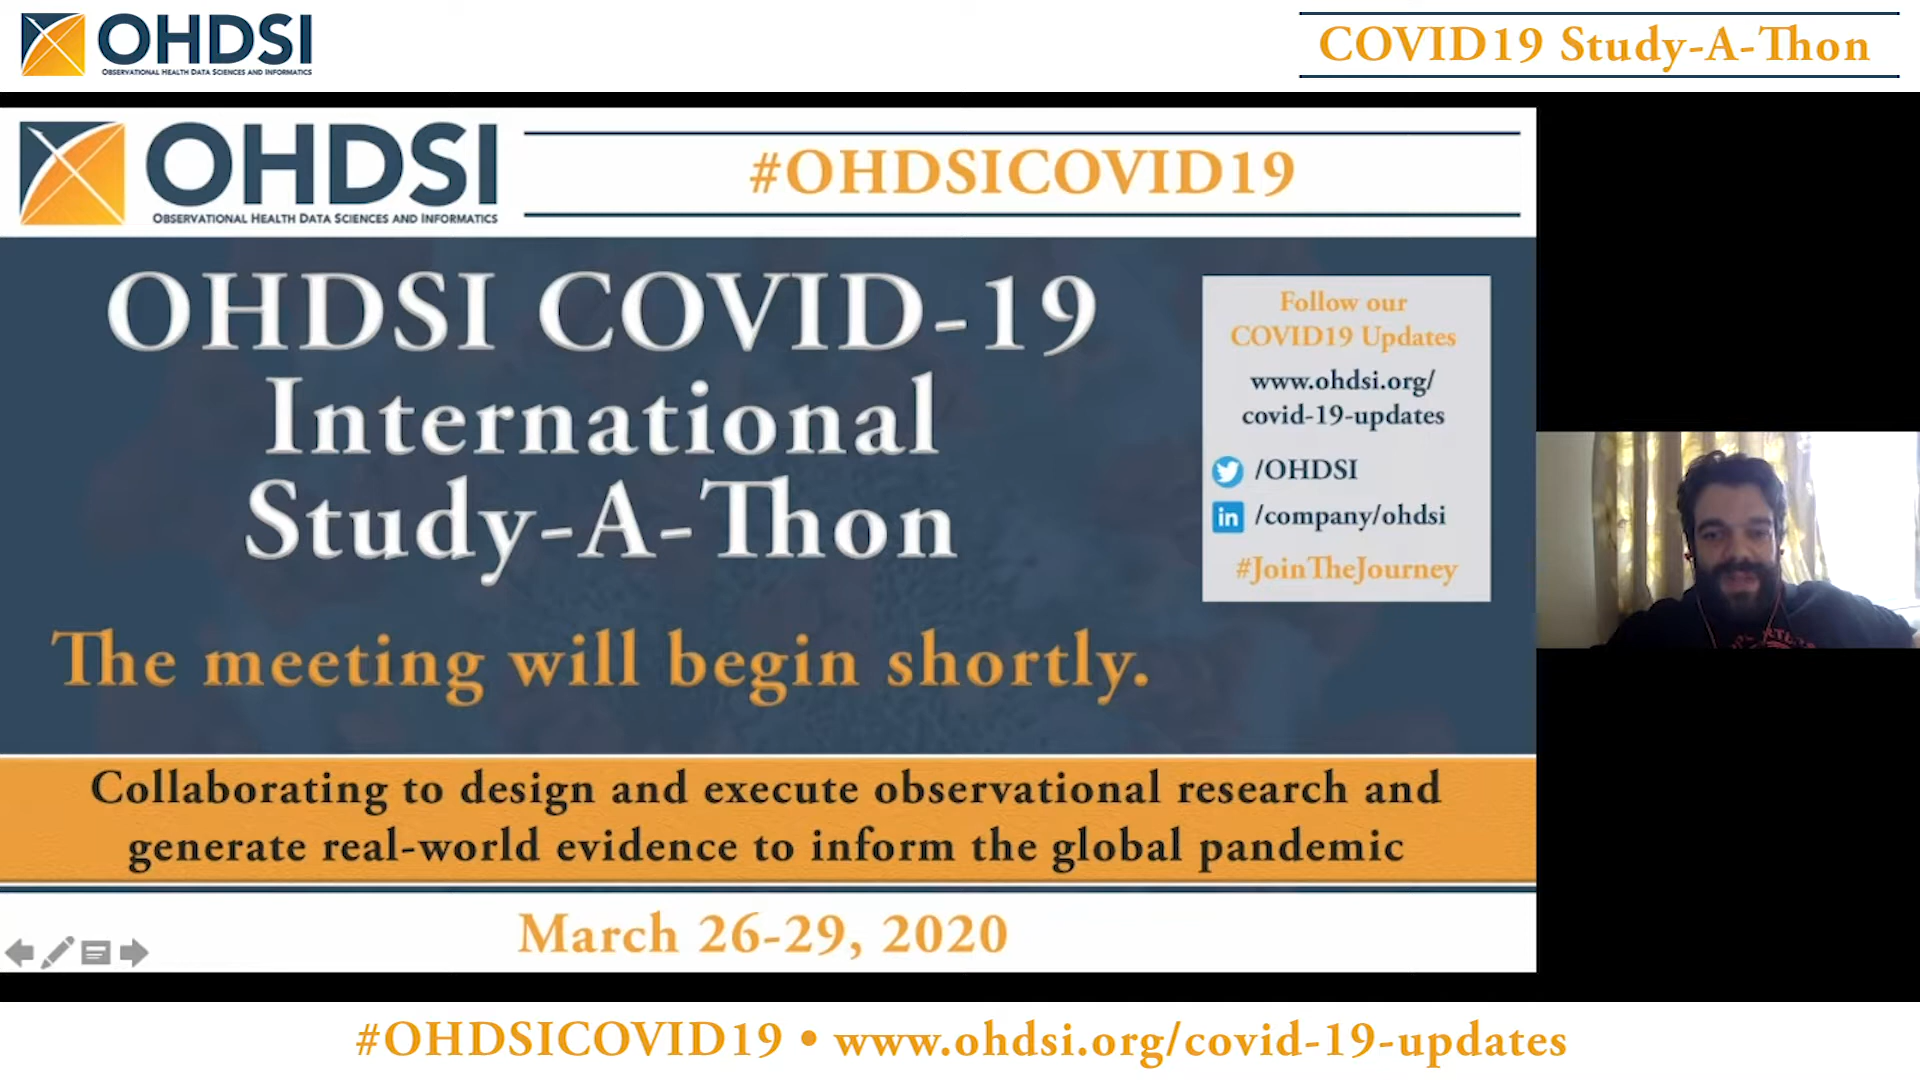 OHDSI
OBSERVATIONAL HEALTH DATA SCIENCES AND INFORMATICS
COVID19 Study-A-Thon
OHDSI
OBSERVATIONAL HEALTH DATA SCIENCES AND INFORMATICS
#OHDSICOVID19
OHDSI COVID-19
International
Study-A-Thon
The meeting will begin shortly.
Follow our
COVID19 Updates
www.ohdsi.org/
covid-19-updates
/OHDSI
in /company/ohdsi
#JoinTheJourney
Collaborating to design and execute observational research and
generate real-world evidence to inform the global pandemic
March 26-29, 2020
#OHDSICOVID19 • www.ohdsi.org/covid-19-updates